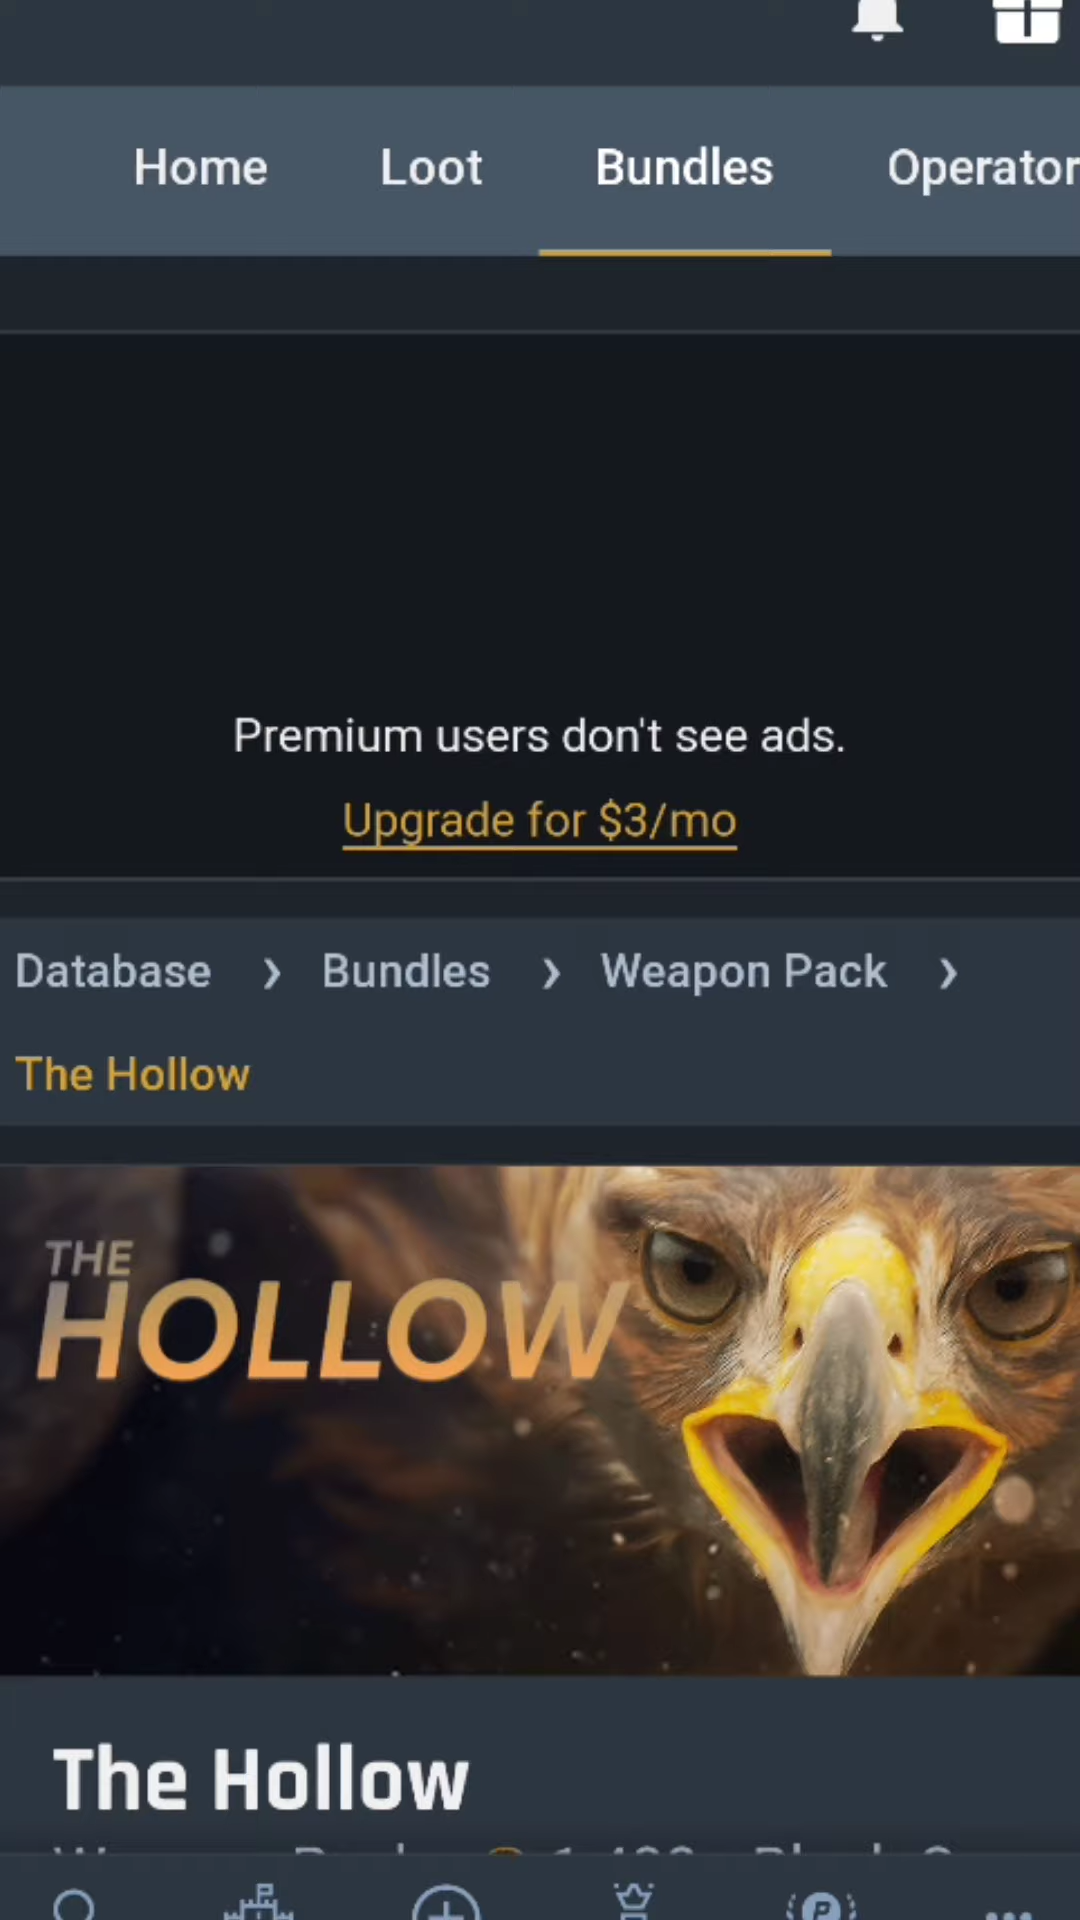 Home Loot Bundles Operator
Premium users don't see ads.
Upgrade for $3/mo
Database › Bundles › Weapon Pack ›
The Hollow
THE
HOLLOW
The Hollow